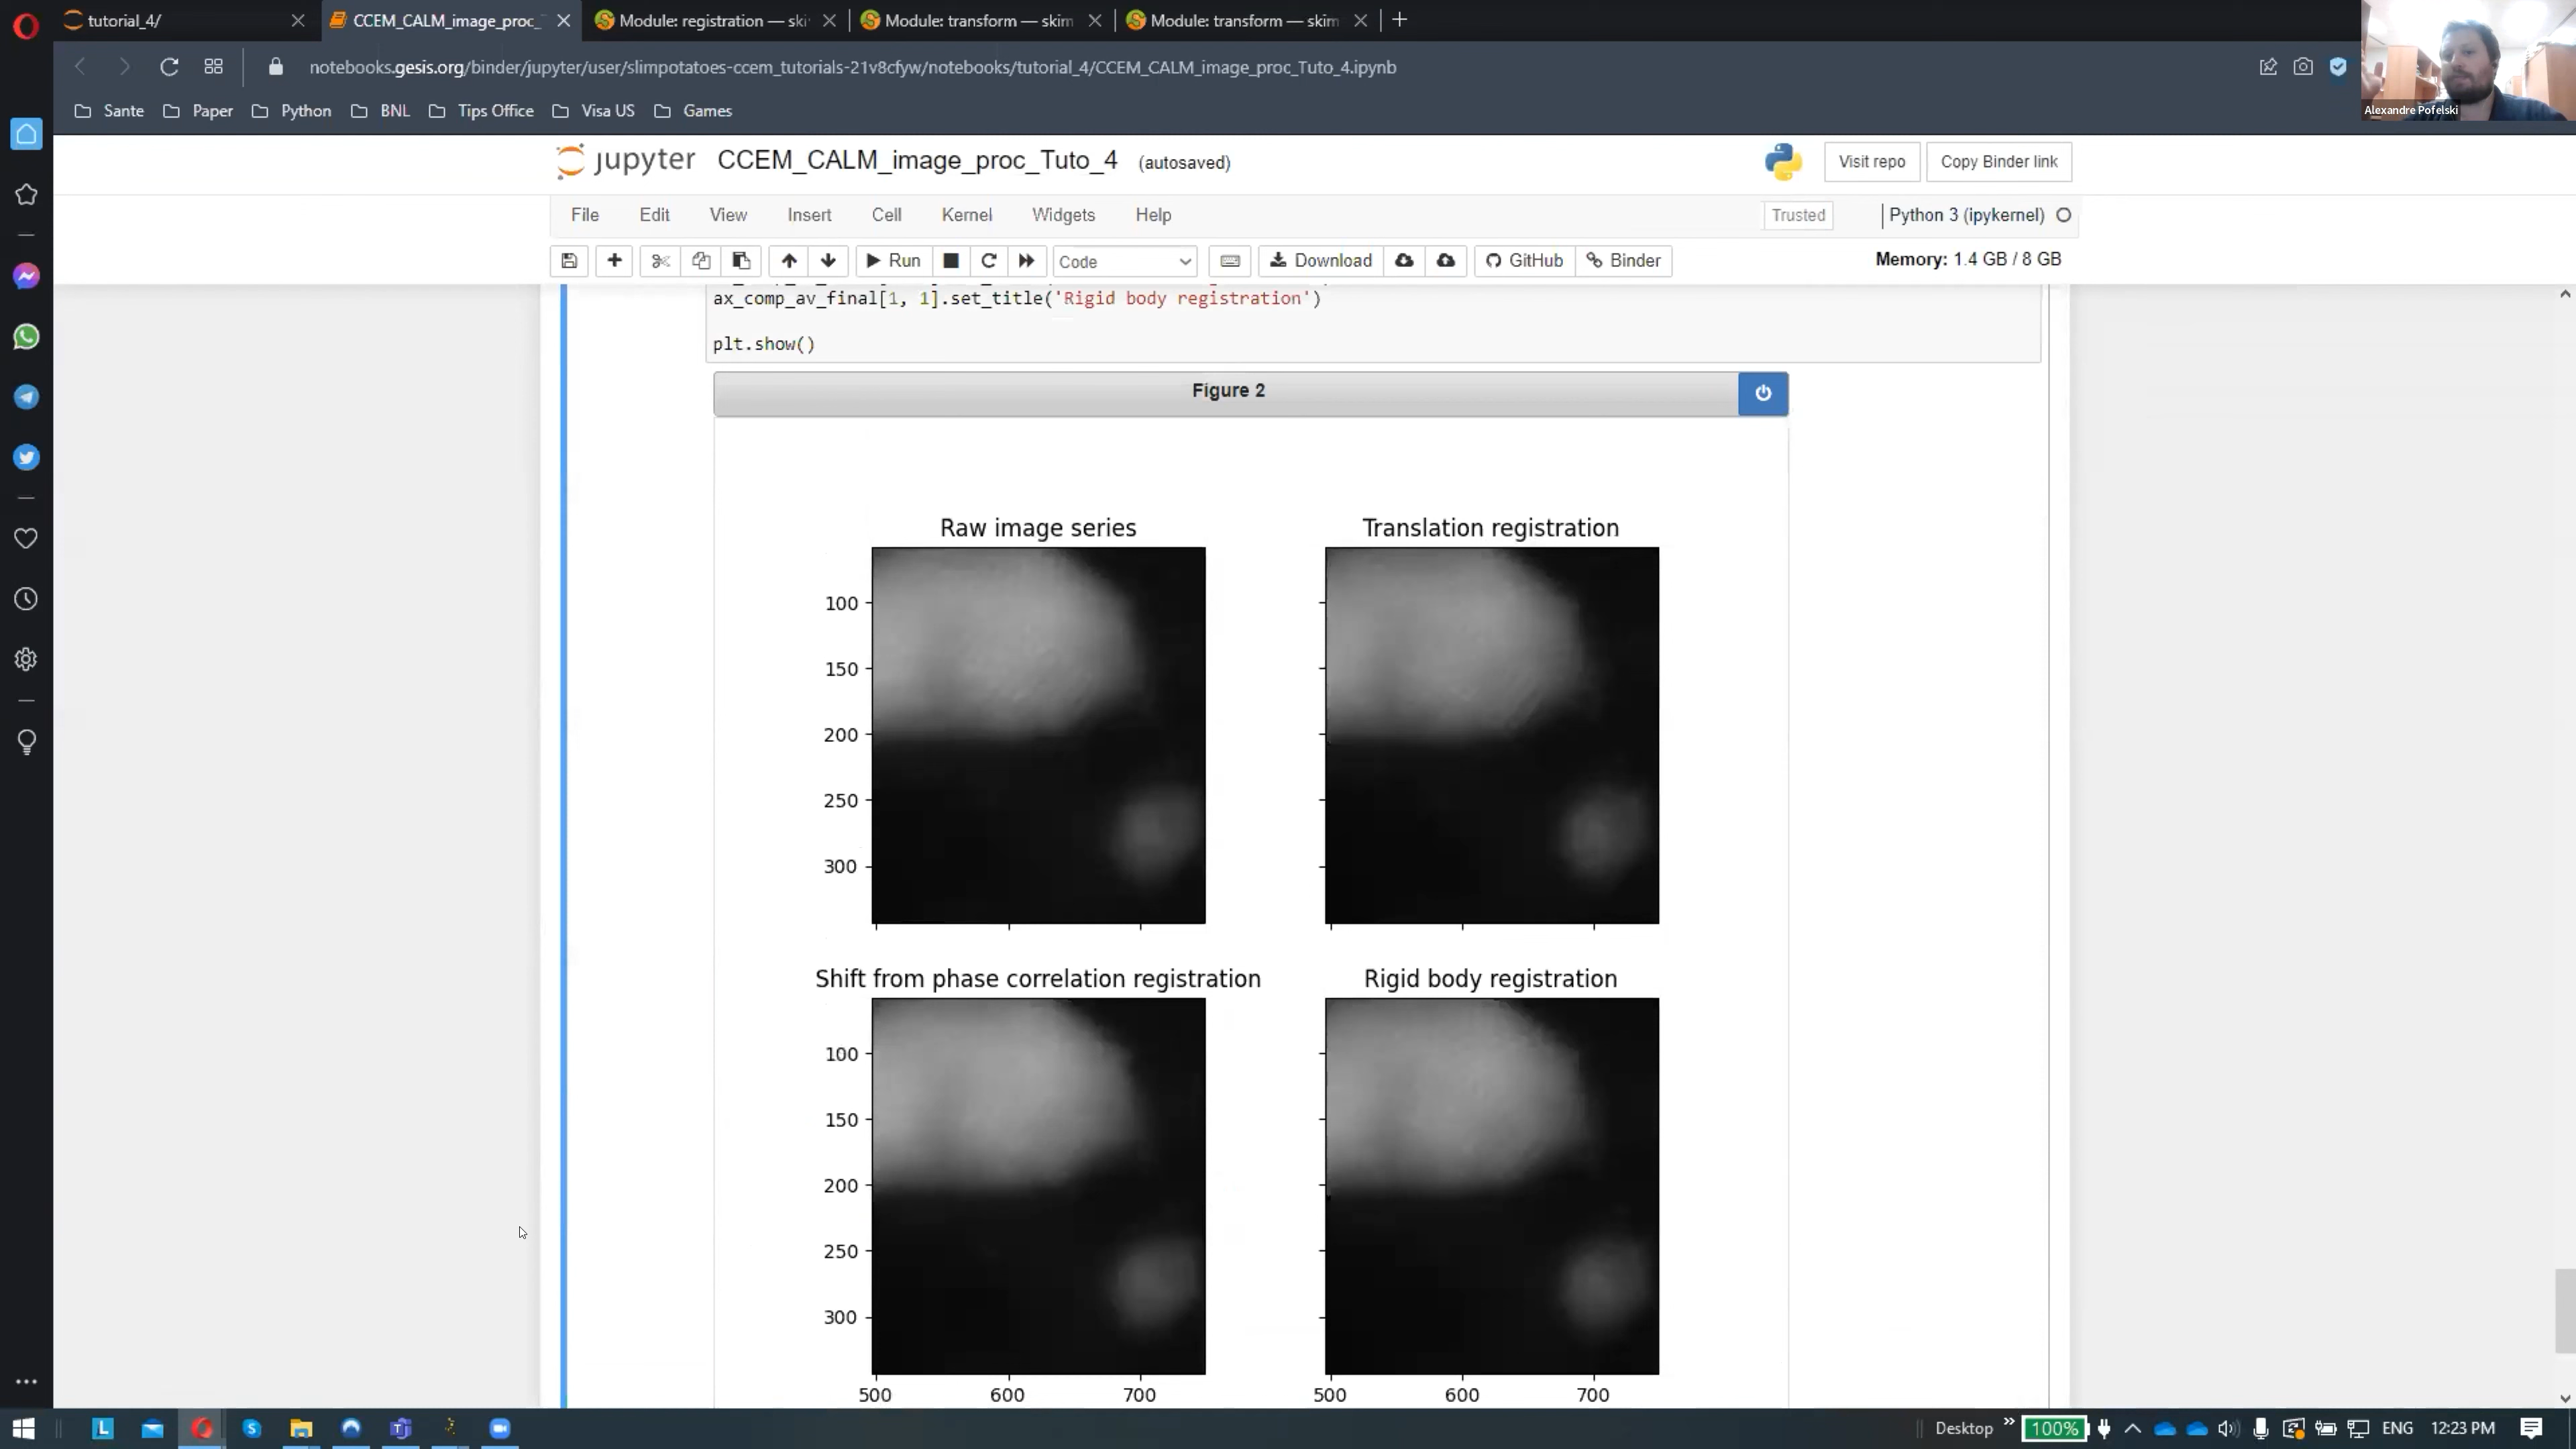 tutorial_4/
CCEM_CALM_image_proc_
Module: registration — ski
Module: transform — skim
Module: transform — skim
notebooks.gesis.org/binder/jupyter/user/slimpotatoes-ccem_tutorials-21v8cfyw/notebooks/tutorial_4/CCEM_CALM_image_proc_Tuto_4.ipynb
Alexandre Pofelski
Sante
Paper
Python
BNL
Tips Office
Visa US
Games
jupyter
CCEM_CALM_image_proc_Tuto_4
(autosaved)
Visit repo
Copy Binder link
File
Edit
View
Insert
Cell
Kernel
Widgets
Help
Trusted
Python 3 (ipykernel)
Run
Code
Download
GitHub
Binder
Memory: 1.4 GB / 8 GB
ax_comp_av_final[1, 1].set_title('Rigid body registration')
plt.show()
Figure 2
Raw image series
Translation registration
100
150
200
250
300
Shift from phase correlation registration
Rigid body registration
100
150
200
250
300
500
600
700
500
600
700
Desktop
100%
ENG
12:23 PM